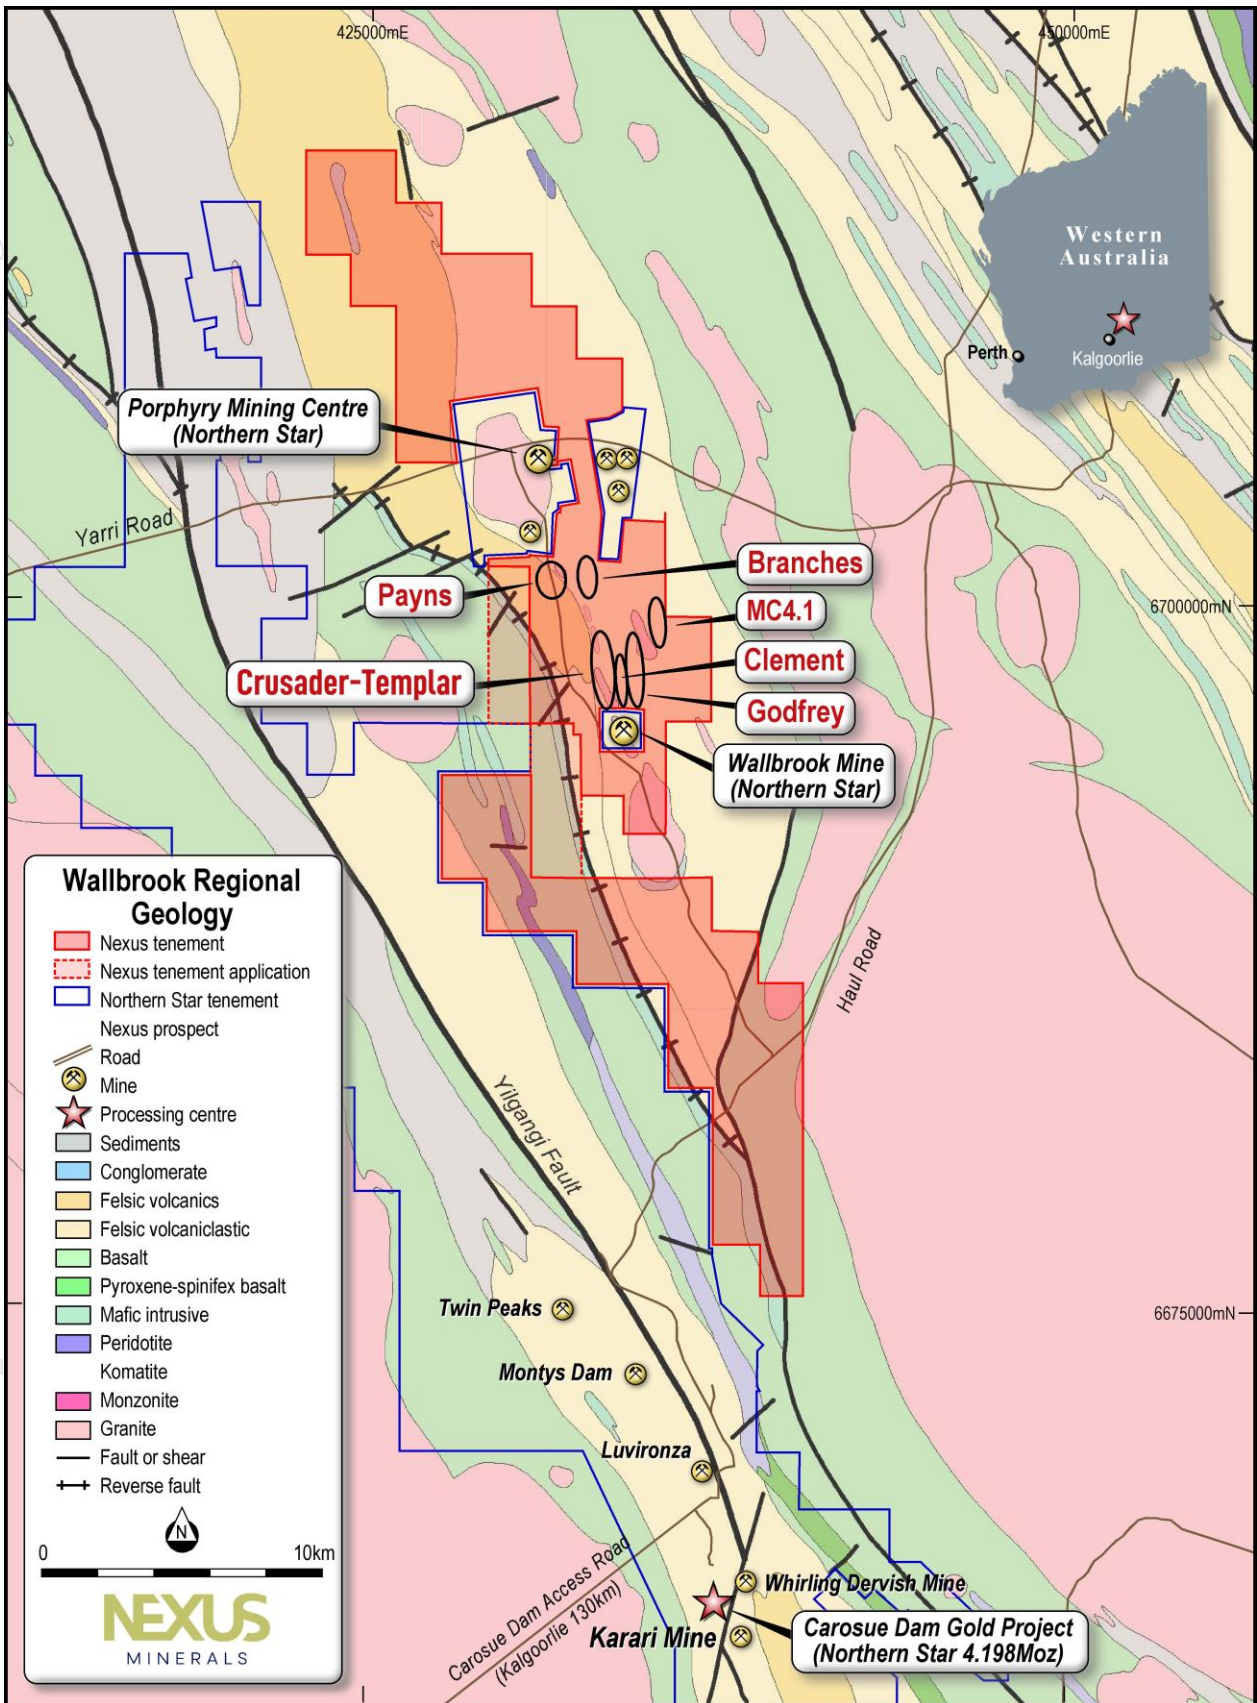 425000mE
450000mE
Western
Australia
Perth
Kalgoorlie
Porphyry Mining Centre
(Northern Star)
Yarri Road
Payns
Branches
6700000mN
MC4.1
Clement
Crusader-Templar
Godfrey
Wallbrook Mine
(Northern Star)
Haul Road
Yilgangi Fault
Wallbrook Regional
Geology
Nexus tenement
Nexus tenement application
Northern Star tenement
Nexus prospect
Road
Mine
Processing centre
Sediments
Conglomerate
Felsic volcanics
Felsic volcaniclastic
Basalt
Pyroxene-spinifex basalt
Mafic intrusive
Peridotite
Komatite
Monzonite
Granite
Fault or shear
Reverse fault
N
0 10km
NEXUS
MINERALS
Twin Peaks
6675000mN
Montys Dam
Luvironza
Carosue Dam Access Road
(Kalgoorlie 130km)
Whirling Dervish Mine
Karari Mine
Carosue Dam Gold Project
(Northern Star 4.198Moz)